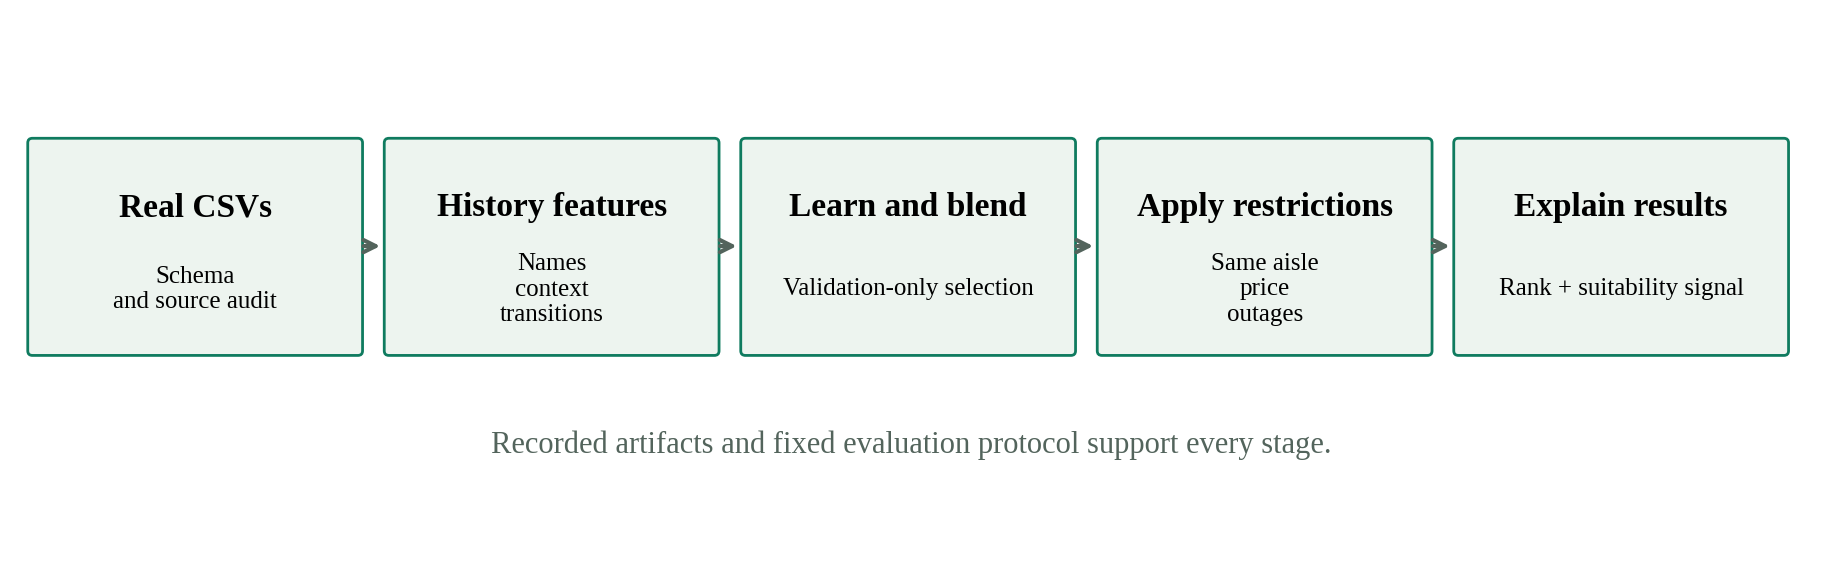 Real CSVs
Schema
and source audit
History features
Names
context
transitions
Learn and blend
Validation-only selection
Apply restrictions
Same aisle
price
outages
Explain results
Rank + suitability signal
Recorded artifacts and fixed evaluation protocol support every stage.